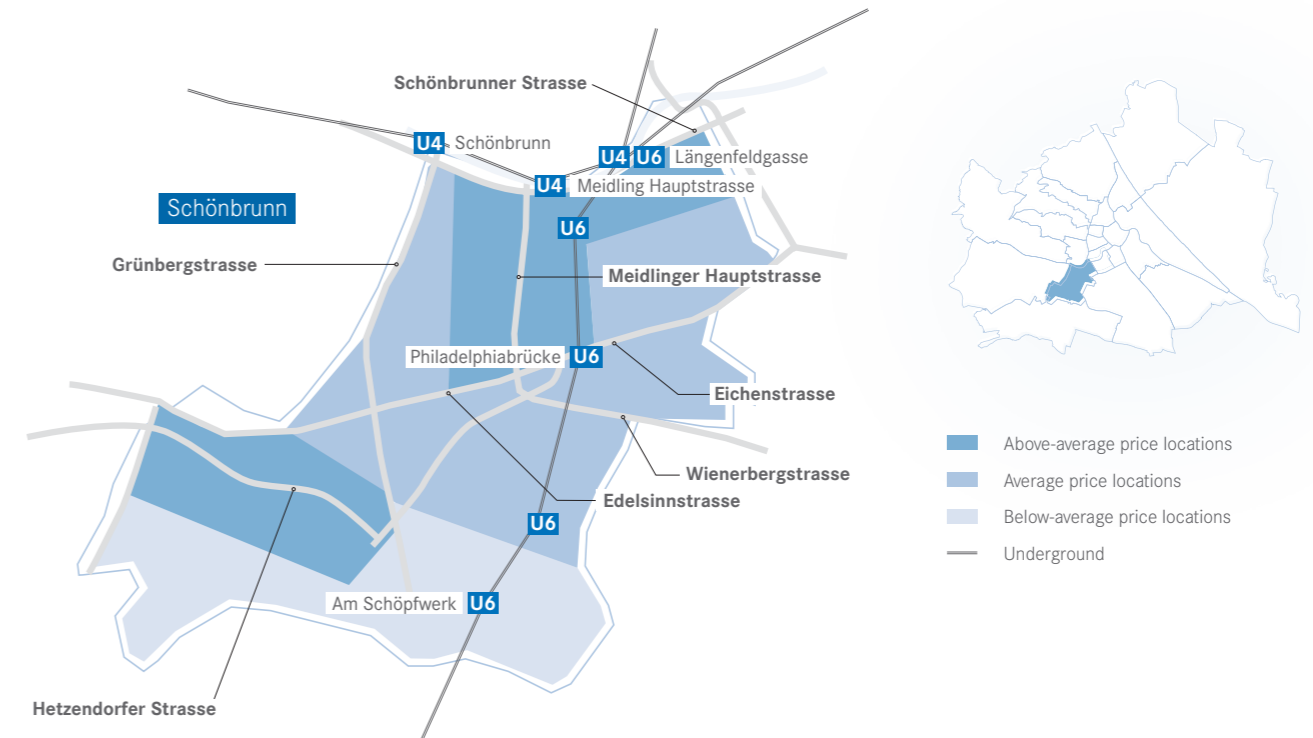 Schönbrunner Strasse
U4 Schönbrunn
U4 U6 Längenfeldgasse
U4 Meidling Hauptstrasse
Schönbrunn
U6
Grünbergstrasse
Meidlinger Hauptstrasse
Philadelphiabrücke U6
Eichenstrasse
Wienerbergstrasse
Edelsinnstrasse
U6
Am Schöpfwerk U6
Hetzendorfer Strasse
Above-average price locations
Average price locations
Below-average price locations
Underground